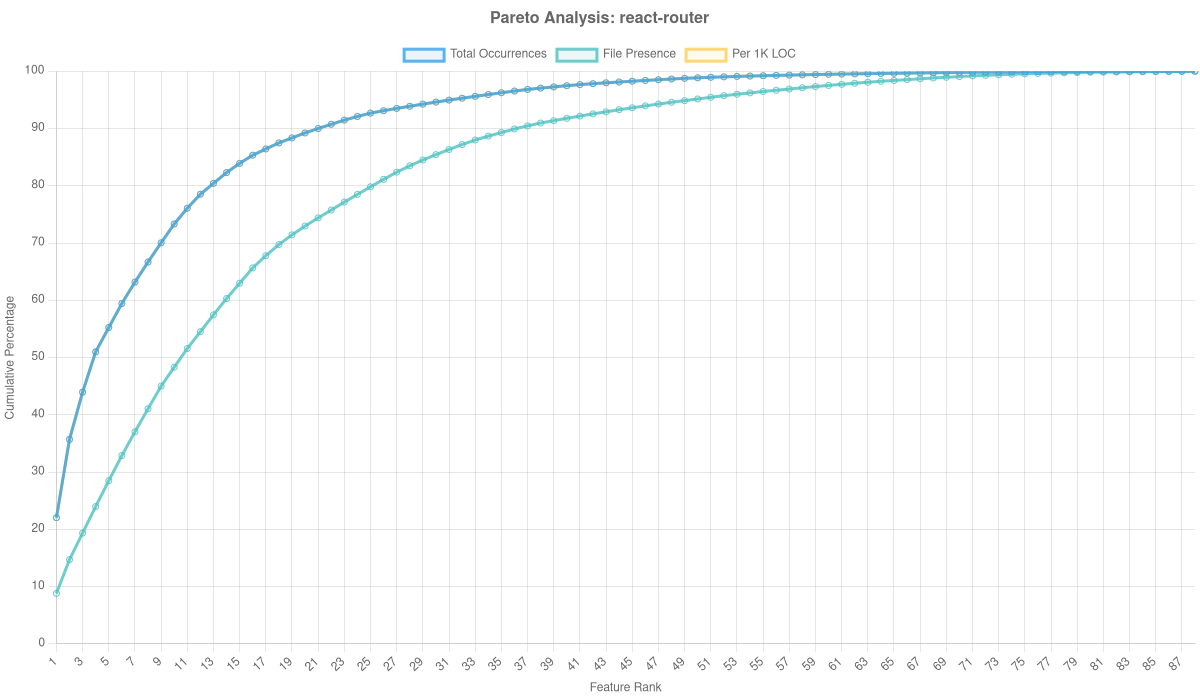 Pareto Analysis: react-router
Total Occurrences File Presence Per 1K LOC
100
90
80
70
60
50
40
30
20
10
0
Cumulative Percentage
1 3 5 7 9 11 13 15 17 19 21 23 25 27 29 31 33 35 37 39 41 43 45 47 49 51 53 55 57 59 61 63 65 67 69 71 73 75 77 79 81 83 85 87
Feature Rank